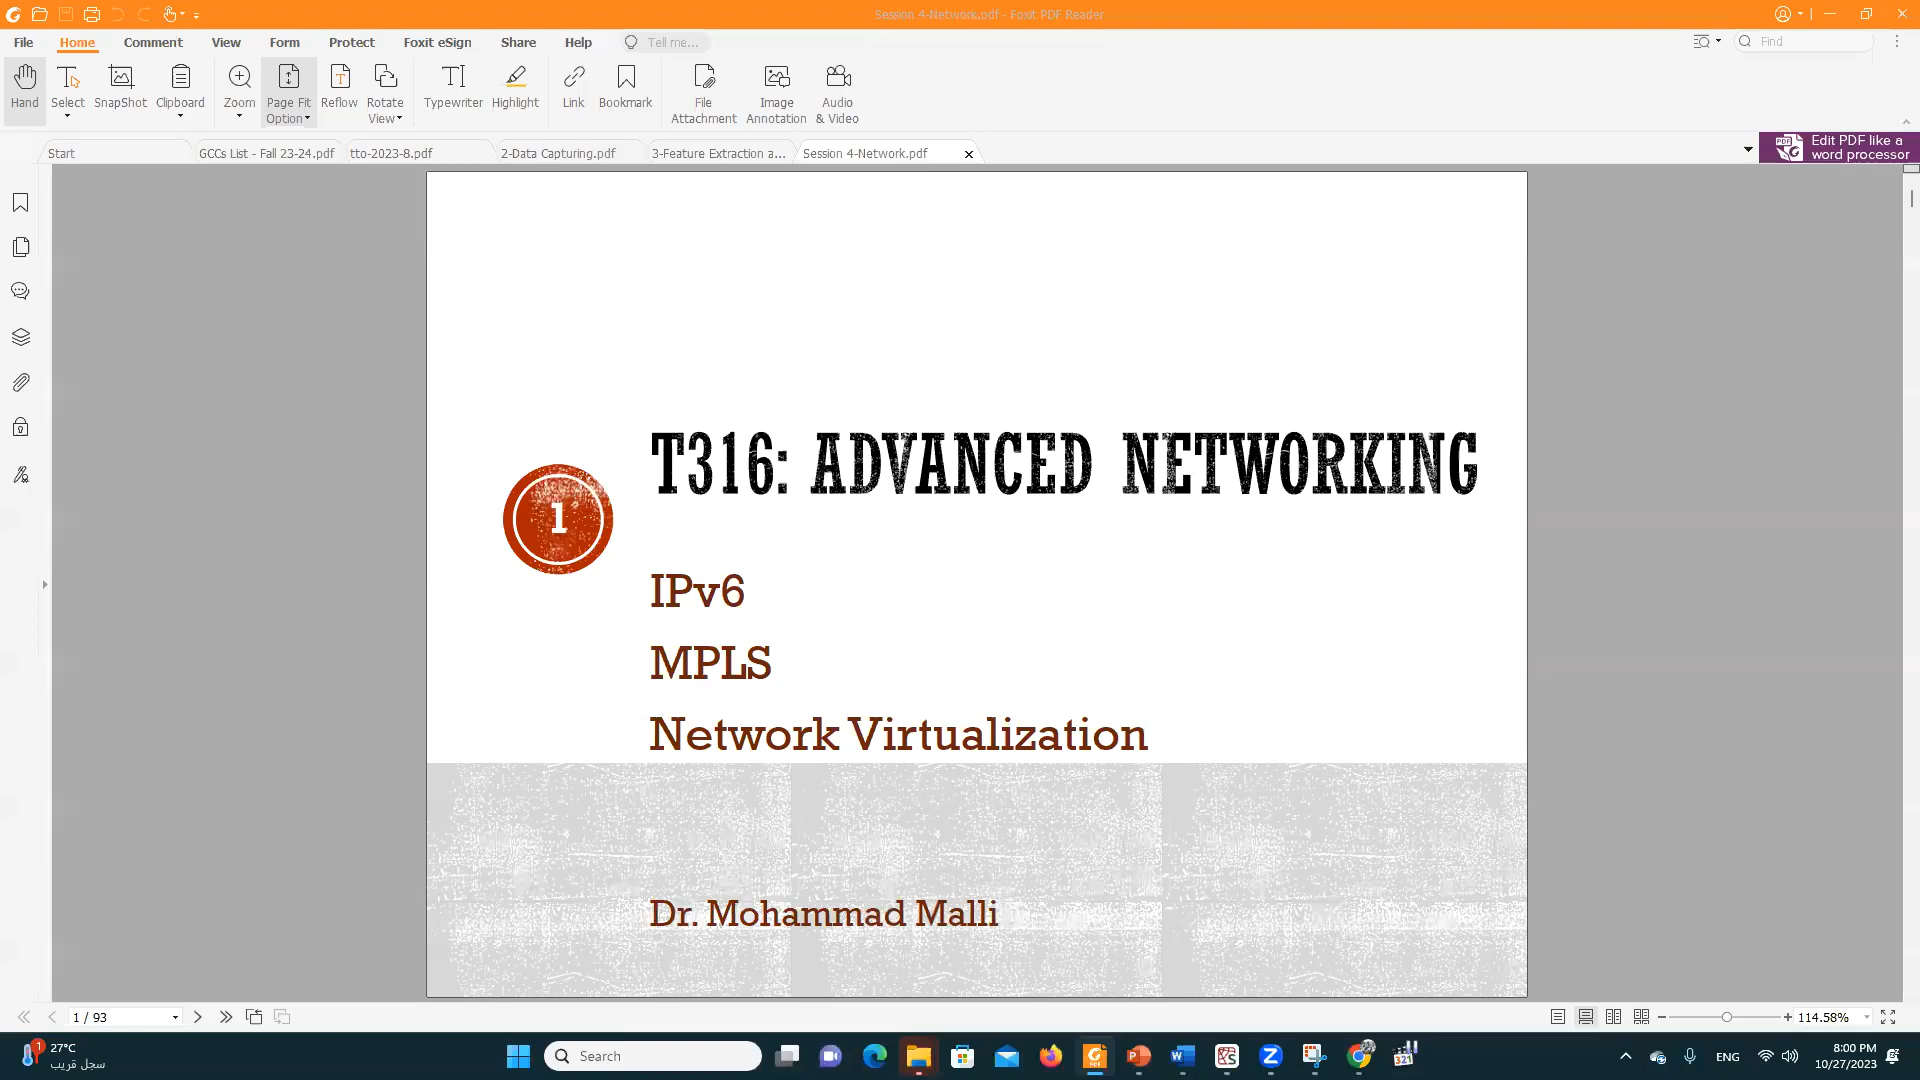 Session 4-Network.pdf - Foxit PDF Reader
File Home Comment View Form Protect Foxit eSign Share Help Tell me... Find
Hand Select SnapShot Clipboard Zoom Page Fit Option Reflow Rotate View Typewriter Highlight Link Bookmark File Attachment Image Annotation Audio & Video
Start GCCs List - Fall 23-24.pdf tto-2023-8.pdf 2-Data Capturing.pdf 3-Feature Extraction a... Session 4-Network.pdf
Edit PDF like a
word processor
T316: ADVANCED NETWORKING
1
IPv6
MPLS
Network Virtualization
Dr. Mohammad Malli
1 / 93 114.58%
1 27°C
سجل قريب
Search
321
ENG
8:00 PM
10/27/2023